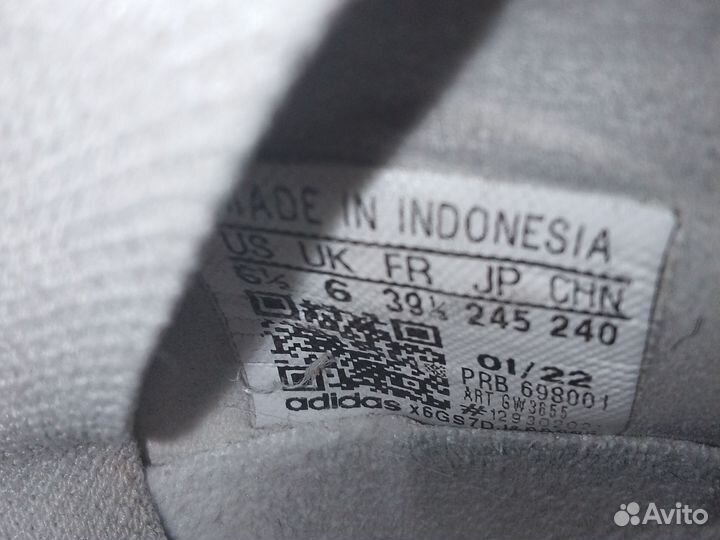 MADE IN INDONESIA
US UK FR JP CHN
6½ 6 39⅓ 245 240
01/22
PRB 698001
ART GW3655
adidas
Avito